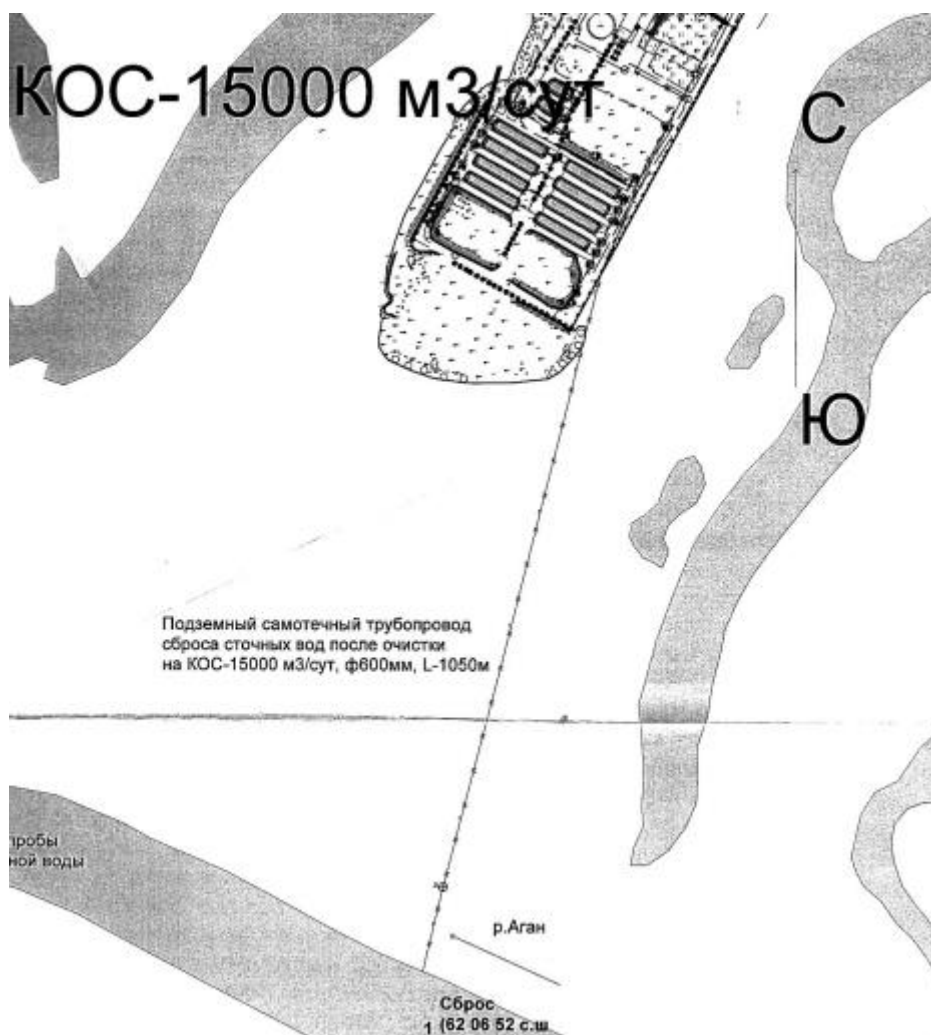 КОС-15000 м3/сут
С
Ю
Подземный самотечный трубопровод
сброса сточных вод после очистки
на КОС-15000 м3/сут, ф600мм, L-1050м
пробы
ной воды
р.Аган
Сброс
1 (62 06 52 с.ш